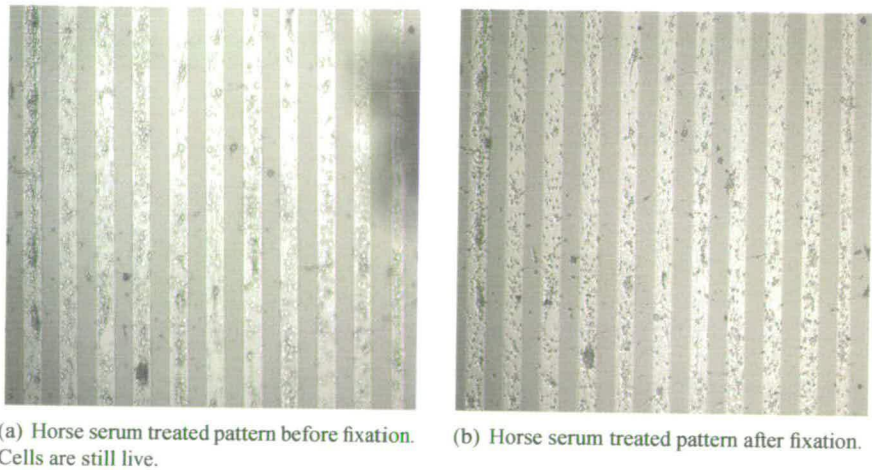 (a) Horse serum treated pattern before fixation.
Cells are still live.
(b) Horse serum treated pattern after fixation.